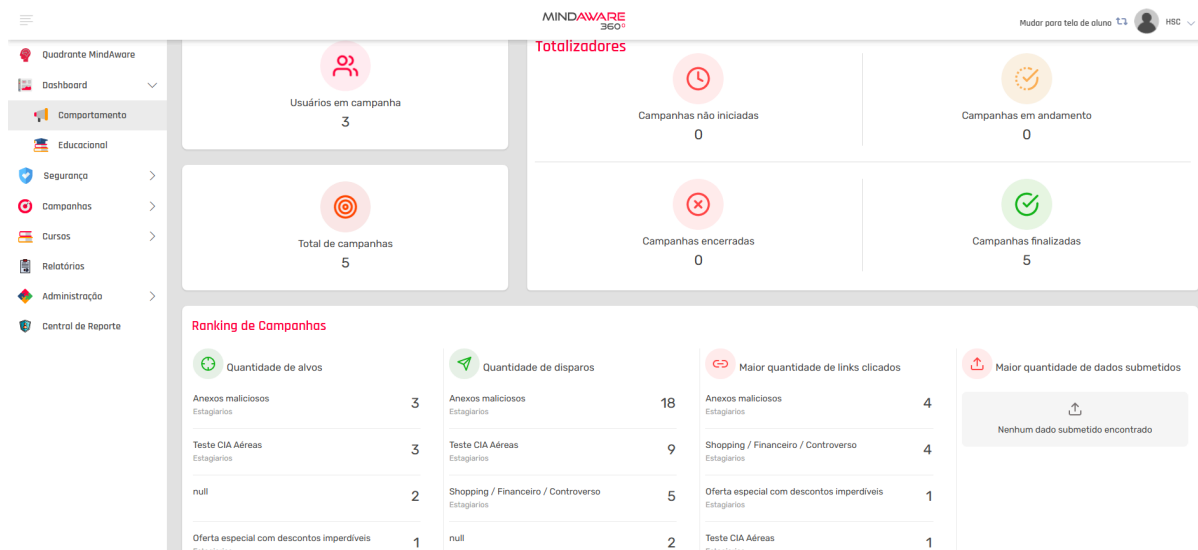 MINDAWARE
360º
Mudar para tela de aluno
HSC
Quadrante MindAware
Dashboard
Comportamento
Educacional
Segurança
Campanhas
Cursos
Relatórios
Administração
Central de Reporte
Usuários em campanha
3
Total de campanhas
5
Totalizadores
Campanhas não iniciadas
0
Campanhas em andamento
0
Campanhas encerradas
0
Campanhas finalizadas
5
Ranking de Campanhas
Quantidade de alvos
Anexos maliciosos
3
Estagiarios
Teste CIA Aéreas
3
Estagiarios
null
2
Oferta especial com descontos imperdíveis
1
Estagiarios
Quantidade de disparos
Anexos maliciosos
18
Estagiarios
Teste CIA Aéreas
9
Estagiarios
Shopping / Financeiro / Controverso
5
Estagiarios
null
2
Maior quantidade de links clicados
Anexos maliciosos
4
Estagiarios
Shopping / Financeiro / Controverso
4
Estagiarios
Oferta especial com descontos imperdíveis
1
Estagiarios
Teste CIA Aéreas
1
Estagiarios
Maior quantidade de dados submetidos
Nenhum dado submetido encontrado